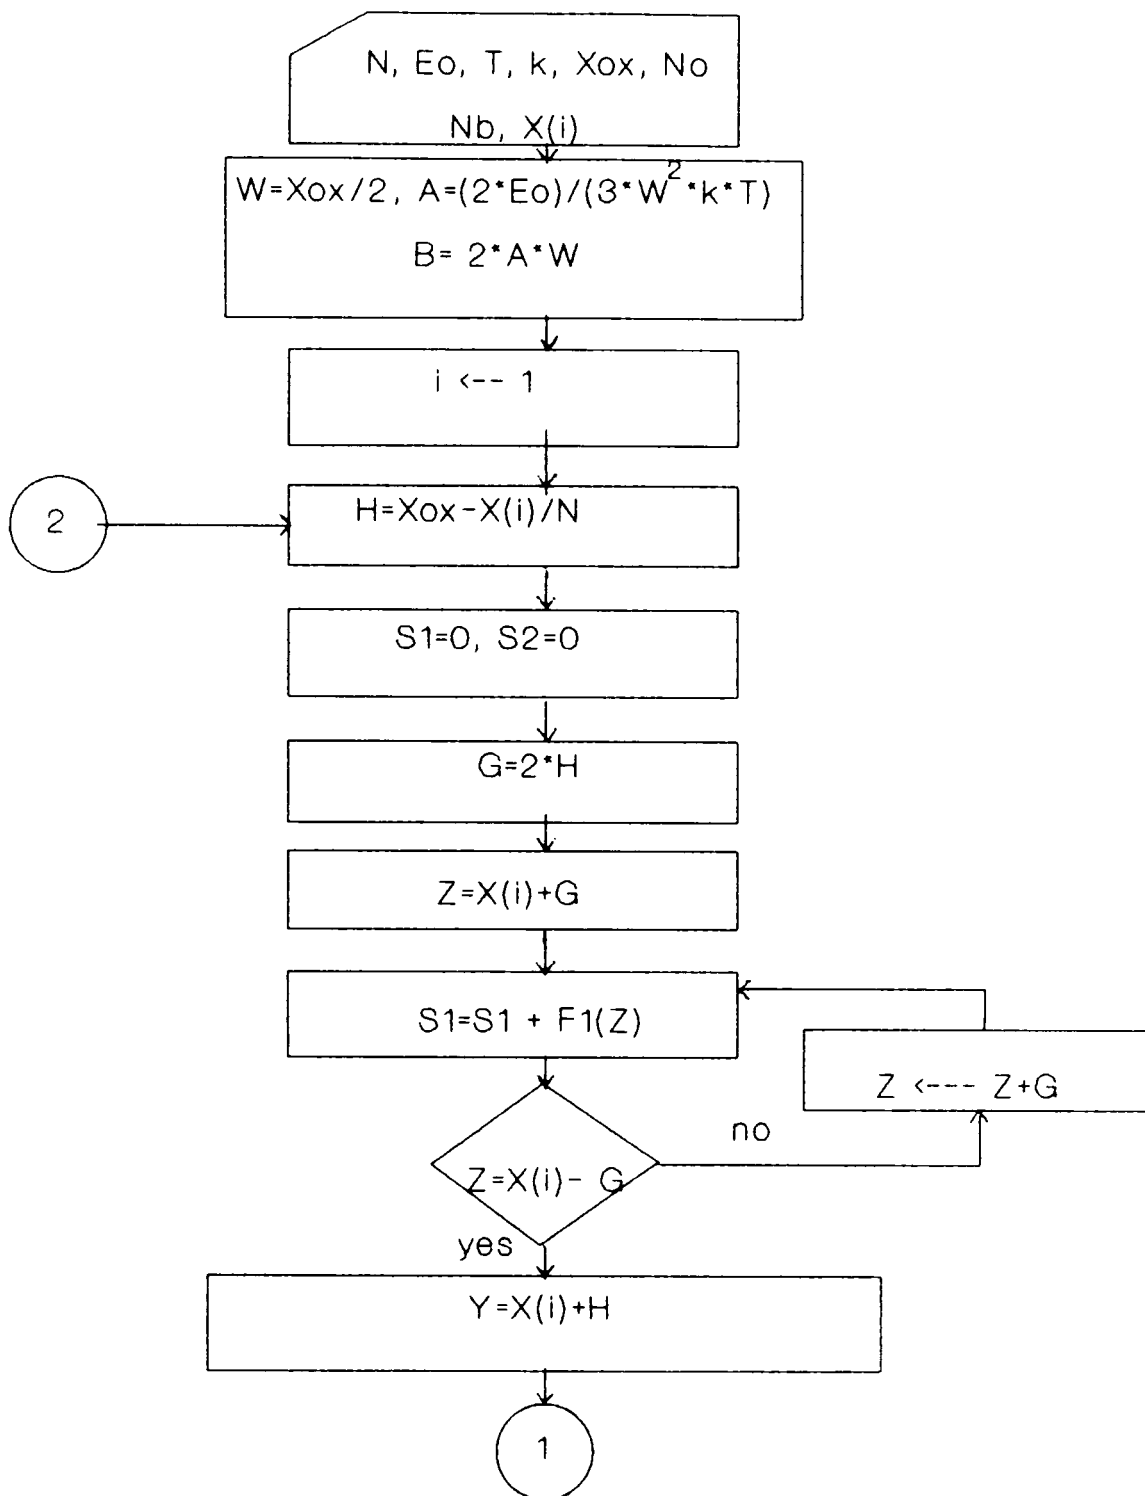 N, Eo, T, k, Xox, No
Nb, X(i)
W=Xox/2, A=(2*Eo)/(3*W²*k*T)
B= 2*A*W
i <-- 1
2
H=Xox-X(i)/N
S1=0, S2=0
G=2*H
Z=X(i)+G
S1=S1 + F1(Z)
Z <--- Z+G
no
Z=X(i)- G
yes
Y=X(i)+H
1